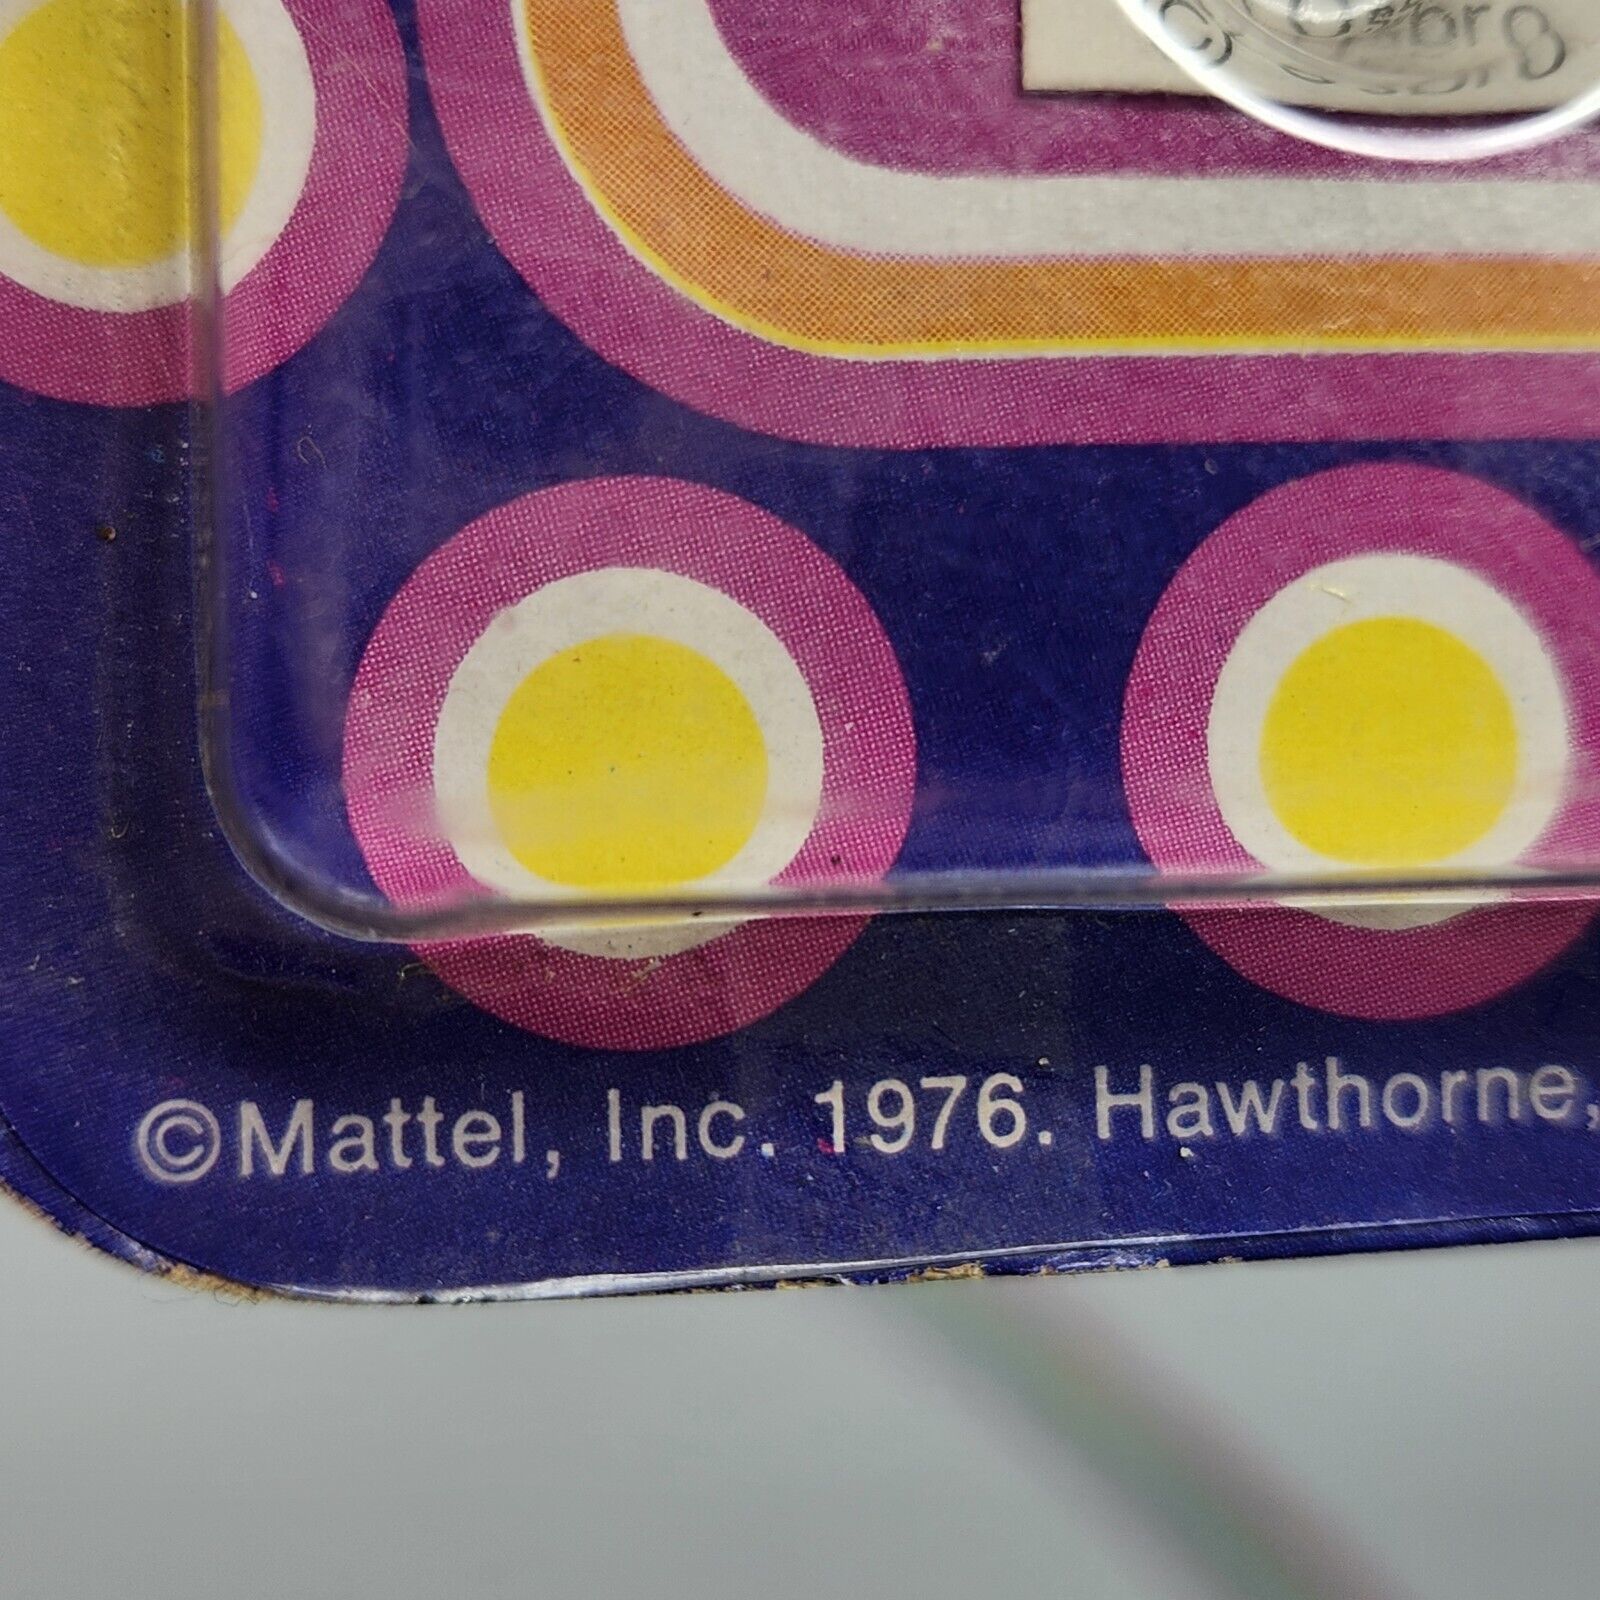 ©Mattel, Inc. 1976. Hawthorne,